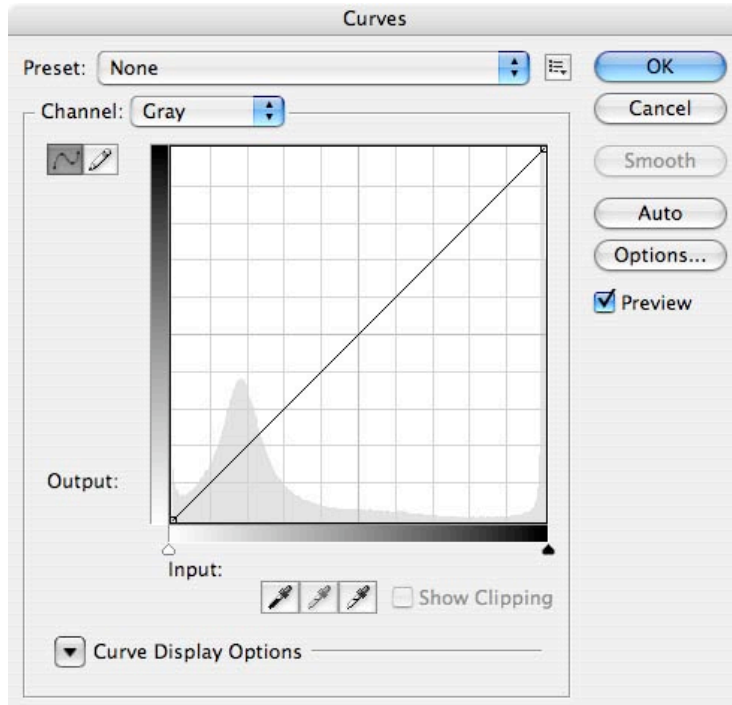 Curves
Preset: None
OK
Channel: Gray
Cancel
Smooth
Auto
Options...
Preview
Output:
Input:
Show Clipping
Curve Display Options